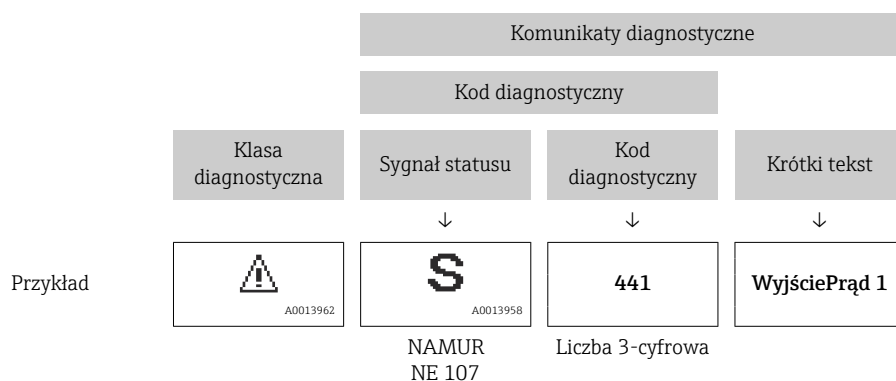 Komunikaty diagnostyczne
Kod diagnostyczny
Klasa
diagnostyczna
Sygnał statusu
Kod
diagnostyczny
Krótki tekst
↓
↓
↓
Przykład
A0013962
S
A0013958
441
WyjściePrąd 1
NAMUR
NE 107
Liczba 3-cyfrowa